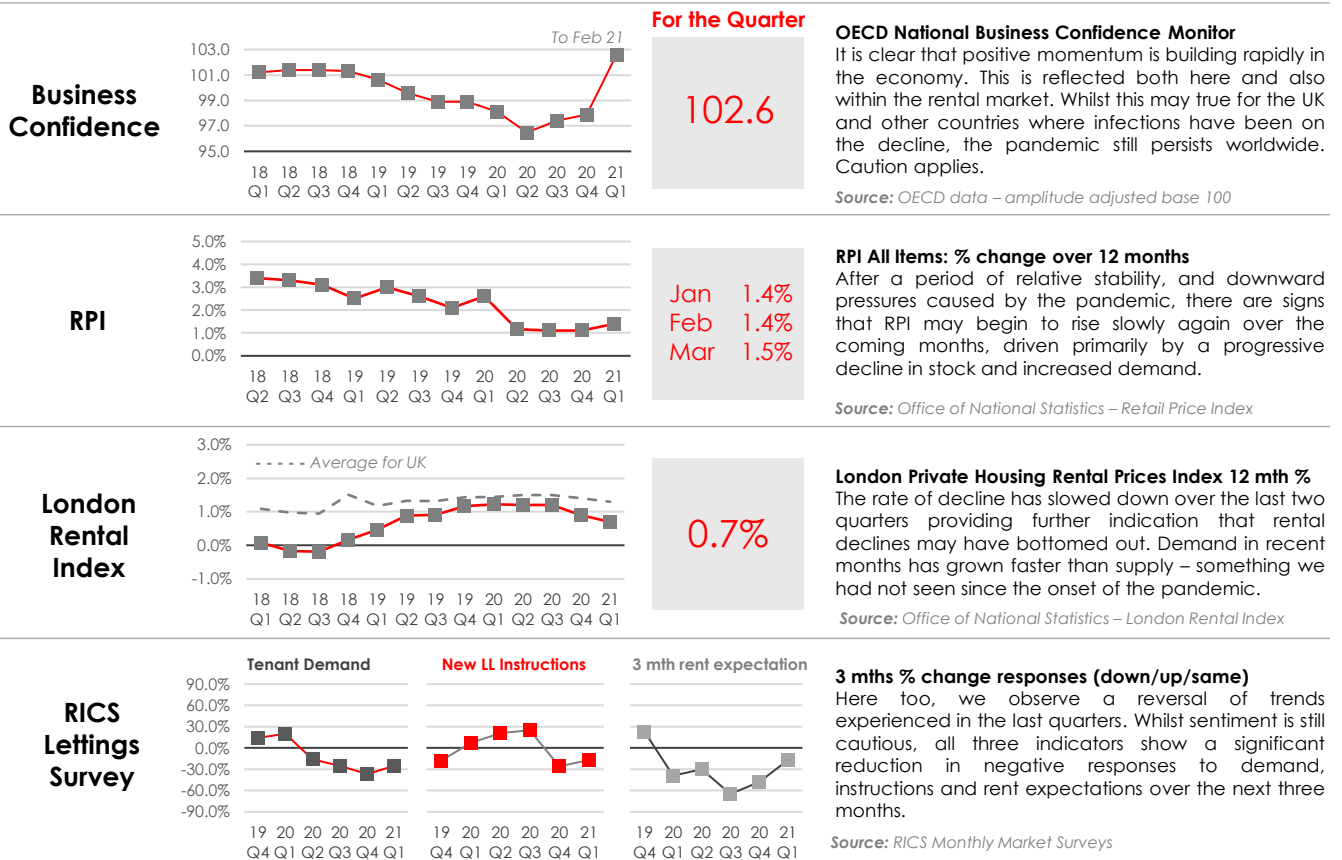 For the Quarter
Business
Confidence
To Feb 21
103.0
101.0
99.0
97.0
95.0
18 18 18 18 19 19 19 19 20 20 20 20 21
Q1 Q2 Q3 Q4 Q1 Q2 Q3 Q4 Q1 Q2 Q3 Q4 Q1
102.6
OECD National Business Confidence Monitor
It is clear that positive momentum is building rapidly in
the economy. This is reflected both here and also
within the rental market. Whilst this may true for the UK
and other countries where infections have been on
the decline, the pandemic still persists worldwide.
Caution applies.
Source: OECD data – amplitude adjusted base 100
RPI
5.0%
4.0%
3.0%
2.0%
1.0%
0.0%
18 18 18 19 19 19 19 20 20 20 20 21
Q2 Q3 Q4 Q1 Q2 Q3 Q4 Q1 Q2 Q3 Q4 Q1
Jan 1.4%
Feb 1.4%
Mar 1.5%
RPI All Items: % change over 12 months
After a period of relative stability, and downward
pressures caused by the pandemic, there are signs
that RPI may begin to rise slowly again over the
coming months, driven primarily by a progressive
decline in stock and increased demand.
Source: Office of National Statistics – Retail Price Index
London
Rental
Index
3.0%
2.0%
1.0%
0.0%
-1.0%
Average for UK
18 18 18 18 19 19 19 19 20 20 20 20 21
Q1 Q2 Q3 Q4 Q1 Q2 Q3 Q4 Q1 Q2 Q3 Q4 Q1
0.7%
London Private Housing Rental Prices Index 12 mth %
The rate of decline has slowed down over the last two
quarters providing further indication that rental
declines may have bottomed out. Demand in recent
months has grown faster than supply – something we
had not seen since the onset of the pandemic.
Source: Office of National Statistics – London Rental Index
RICS
Lettings
Survey
Tenant Demand
New LL Instructions
3 mth rent expectation
90.0%
60.0%
30.0%
0.0%
-30.0%
-60.0%
-90.0%
19 20 20 20 20 21
Q4 Q1 Q2 Q3 Q4 Q1
19 20 20 20 20 21
Q4 Q1 Q2 Q3 Q4 Q1
19 20 20 20 20 21
Q4 Q1 Q2 Q3 Q4 Q1
3 mths % change responses (down/up/same)
Here too, we observe a reversal of trends
experienced in the last quarters. Whilst sentiment is still
cautious, all three indicators show a significant
reduction in negative responses to demand,
instructions and rent expectations over the next three
months.
Source: RICS Monthly Market Surveys